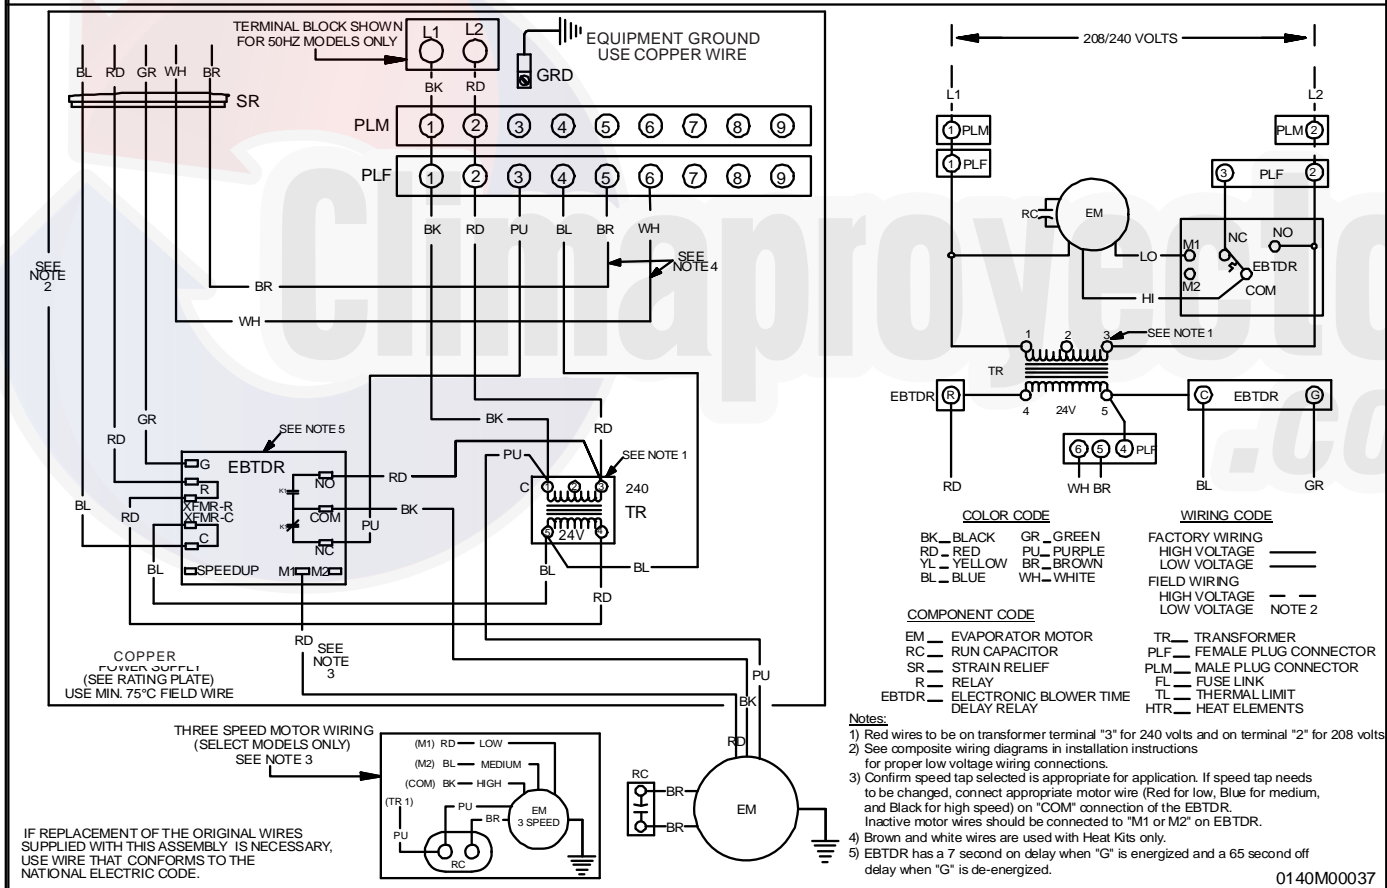 TERMINAL BLOCK SHOWN
FOR 50HZ MODELS ONLY
L1 L2
EQUIPMENT GROUND
USE COPPER WIRE
GRD
BL RD GR WH BR
SR
BK RD
PLM 1 2 3 4 5 6 7 8 9
PLF 1 2 3 4 5 6 7 8 9
BK RD PU BL BR WH
SEE
NOTE 4
SEE
NOTE
2
BR
WH
GR
RD
BL
RD
BL
SEE NOTE 5
EBTDR
G
R
XFMR-R
XFMR-C
C
SPEEDUP
M1 M2
K1
K1
NO
COM
NC
RD
BK
PU
BK
PU
RD
SEE NOTE 1
C 1 2 3 240
TR
24V
5 4
BL
BL
RD
RD
SEE
NOTE
3
COPPER
POWER SUPPLY
(SEE RATING PLATE)
USE MIN. 75°C FIELD WIRE
PU
BK
RD
THREE SPEED MOTOR WIRING
(SELECT MODELS ONLY)
SEE NOTE 3
(M1) RD LOW
(M2) BL MEDIUM
(COM) BK HIGH
(TR 1)
PU
BR
PU
EM
3 SPEED
RC
RC
BR
BR
EM
IF REPLACEMENT OF THE ORIGINAL WIRES
SUPPLIED WITH THIS ASSEMBLY IS NECESSARY,
USE WIRE THAT CONFORMS TO THE
NATIONAL ELECTRIC CODE.
208/240 VOLTS
L1 L2
1 PLM
PLM 2
1 PLF
3 PLF 2
RC
EM
LO
HI
M1
M2
NC
NO
EBTDR
COM
1 2 3
SEE NOTE 1
TR
4 24V 5
EBTDR R
C EBTDR G
6 5 4 PLF
RD
WH BR
BL
GR
COLOR CODE
BK BLACK GR GREEN
RD RED PU PURPLE
YL YELLOW BR BROWN
BL BLUE WH WHITE
WIRING CODE
FACTORY WIRING
HIGH VOLTAGE
LOW VOLTAGE
FIELD WIRING
HIGH VOLTAGE
LOW VOLTAGE NOTE 2
COMPONENT CODE
EM EVAPORATOR MOTOR
RC RUN CAPACITOR
SR STRAIN RELIEF
R RELAY
EBTDR ELECTRONIC BLOWER TIME
DELAY RELAY
TR TRANSFORMER
PLF FEMALE PLUG CONNECTOR
PLM MALE PLUG CONNECTOR
FL FUSE LINK
TL THERMAL LIMIT
HTR HEAT ELEMENTS
Notes:
1) Red wires to be on transformer terminal "3" for 240 volts and on terminal "2" for 208 volts
2) See composite wiring diagrams in installation instructions
for proper low voltage wiring connections.
3) Confirm speed tap selected is appropriate for application. If speed tap needs
to be changed, connect appropriate motor wire (Red for low, Blue for medium,
and Black for high speed) on "COM" connection of the EBTDR.
Inactive motor wires should be connected to "M1 or M2" on EBTDR.
4) Brown and white wires are used with Heat Kits only.
5) EBTDR has a 7 second on delay when "G" is energized and a 65 second off
delay when "G" is de-energized.
0140M00037
Climaproyecto
.co